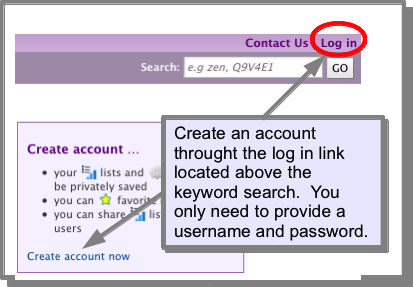 Contact Us Log in
Search: e.g zen, Q9V4E1 GO
Create account ...
• your lists and
be privately saved
• you can favorite
• you can share lis
users
Create account now
Create an account
throught the log in link
located above the
keyword search. You
only need to provide a
username and password.